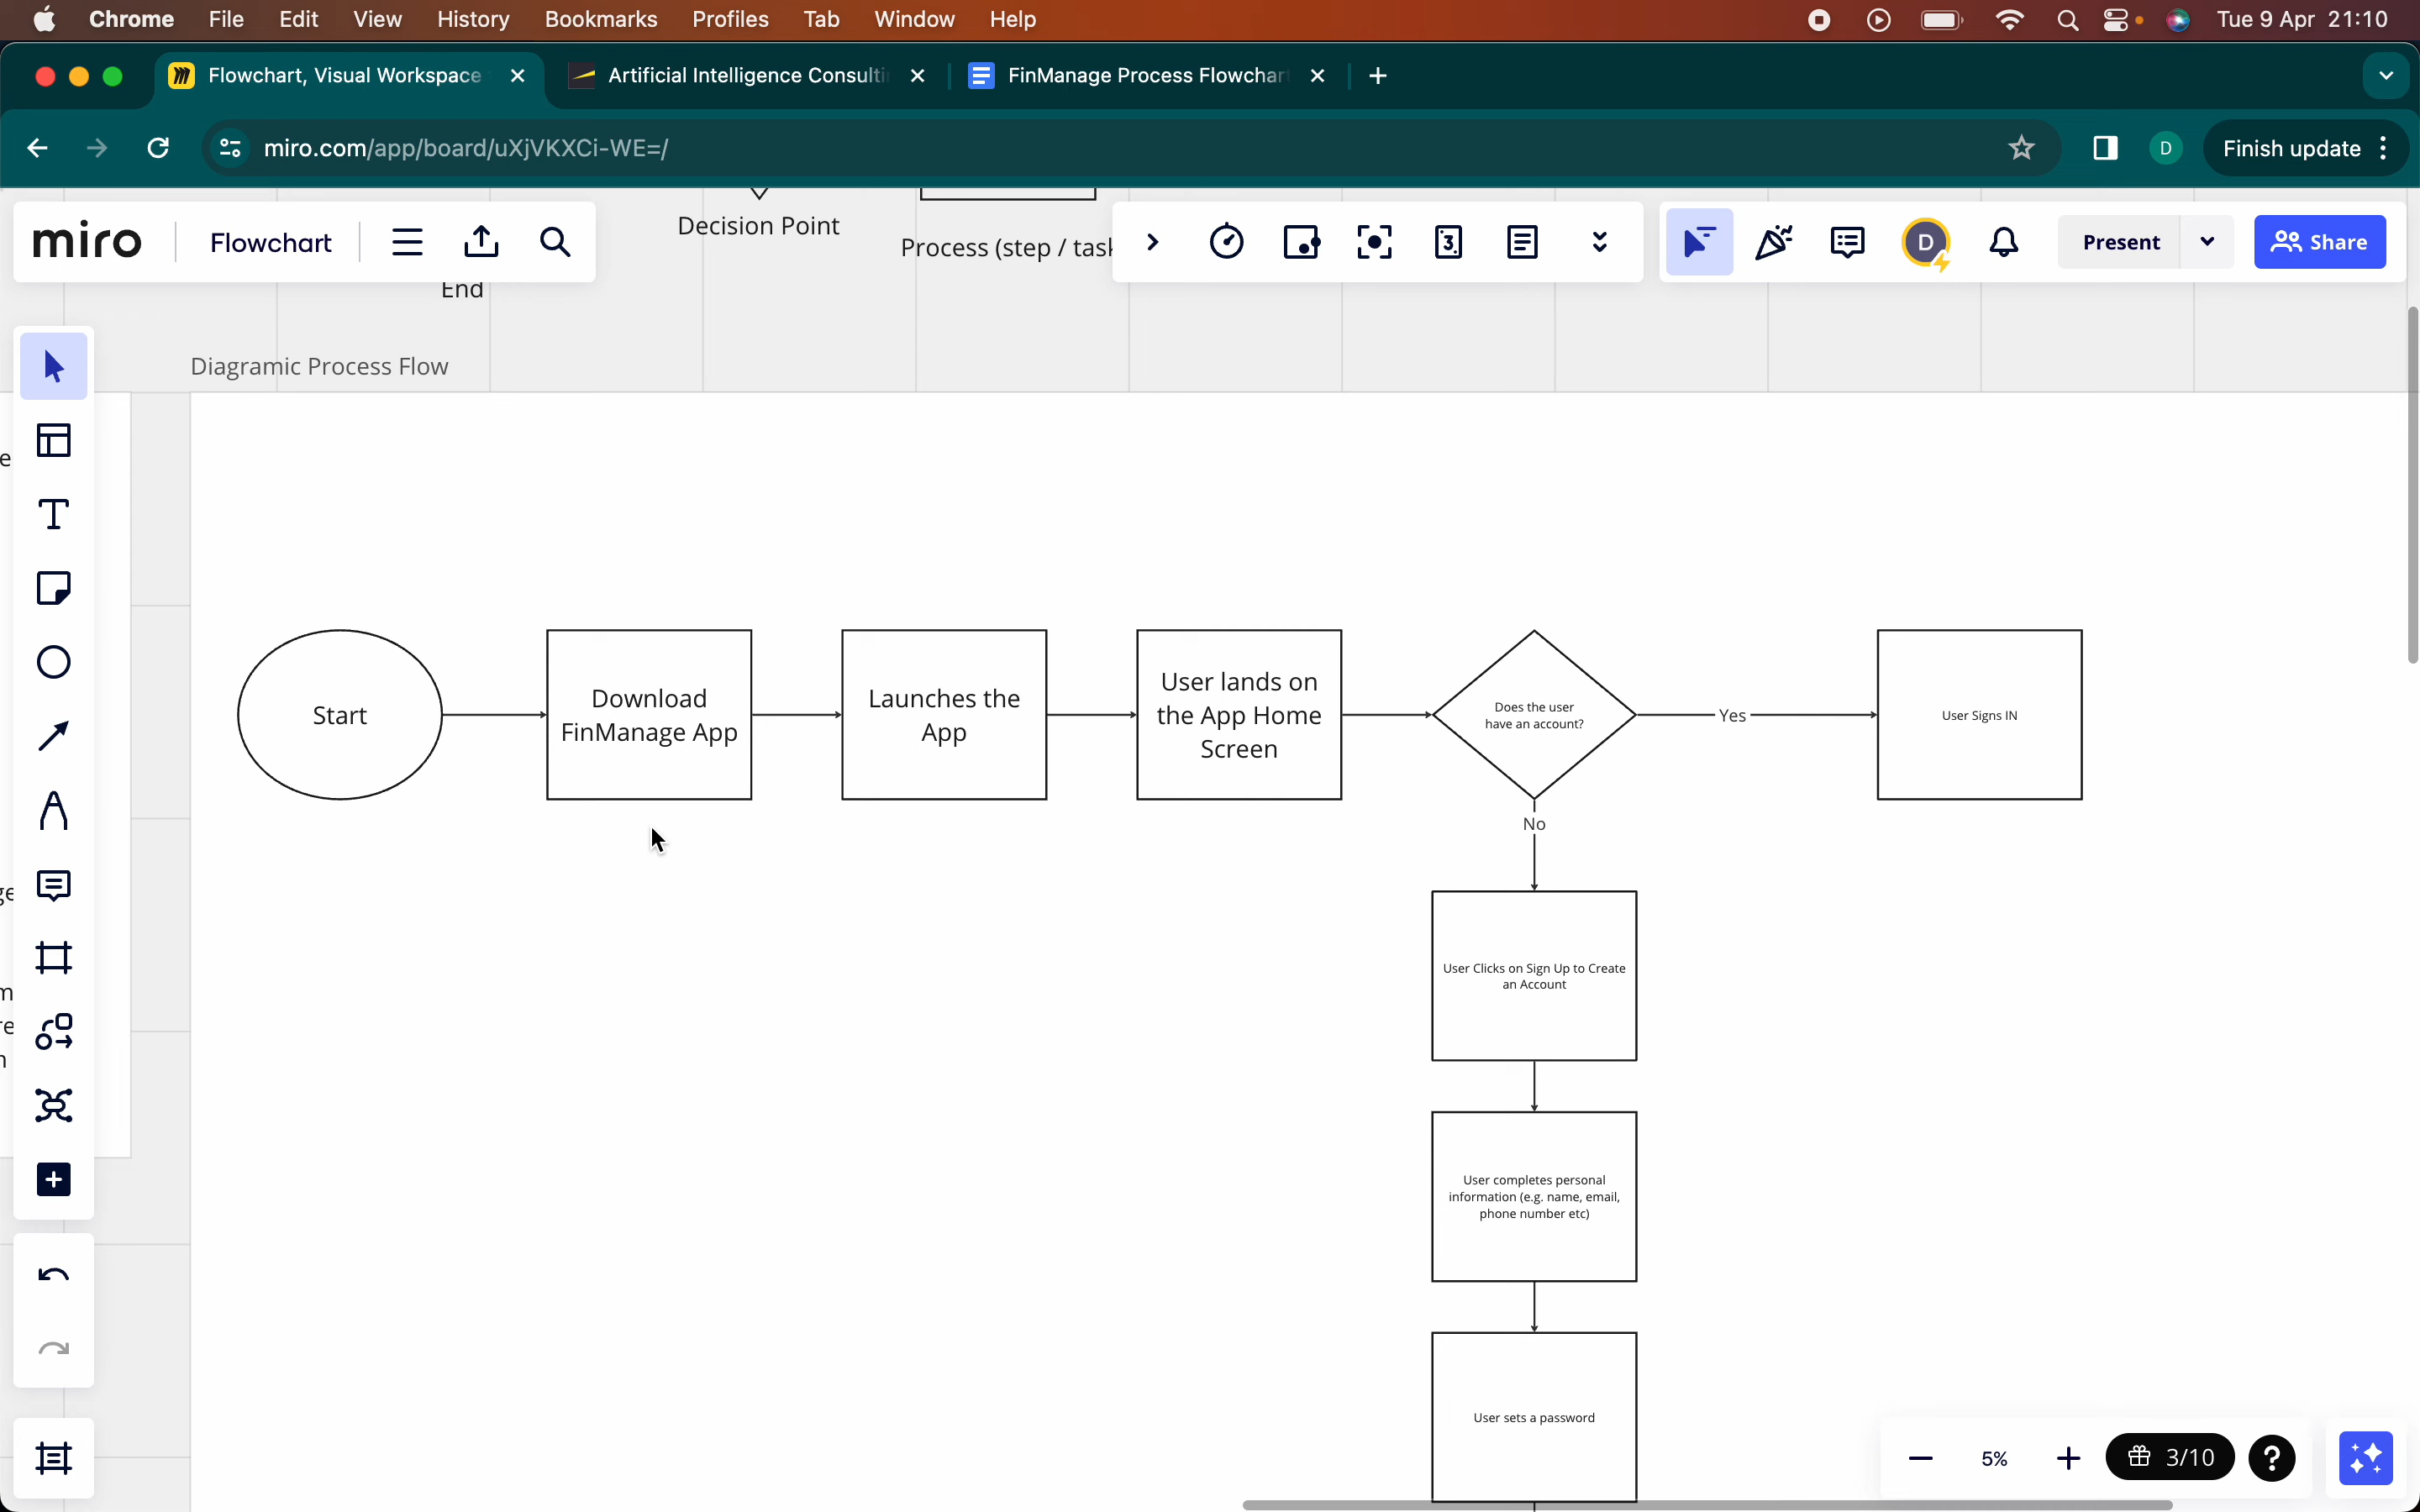 Chrome File Edit View History Bookmarks Profiles Tab Window Help Tue 9 Apr 21:10
Flowchart, Visual Workspace Artificial Intelligence Consulti FinManage Process Flowchar
miro.com/app/board/uXjVKXCi-WE=/ D Finish update
Decision Point
Process (step / task
miro Flowchart 3 D Present Share
End
Diagramic Process Flow
e
Start
Download
FinManage App
Launches the
App
User lands on
the App Home
Screen
Does the user
have an account?
Yes
User Signs IN
No
ge
User Clicks on Sign Up to Create
an Account
m
re
User completes personal
information (e.g. name, email,
phone number etc)
User sets a password
5% 3/10 ?